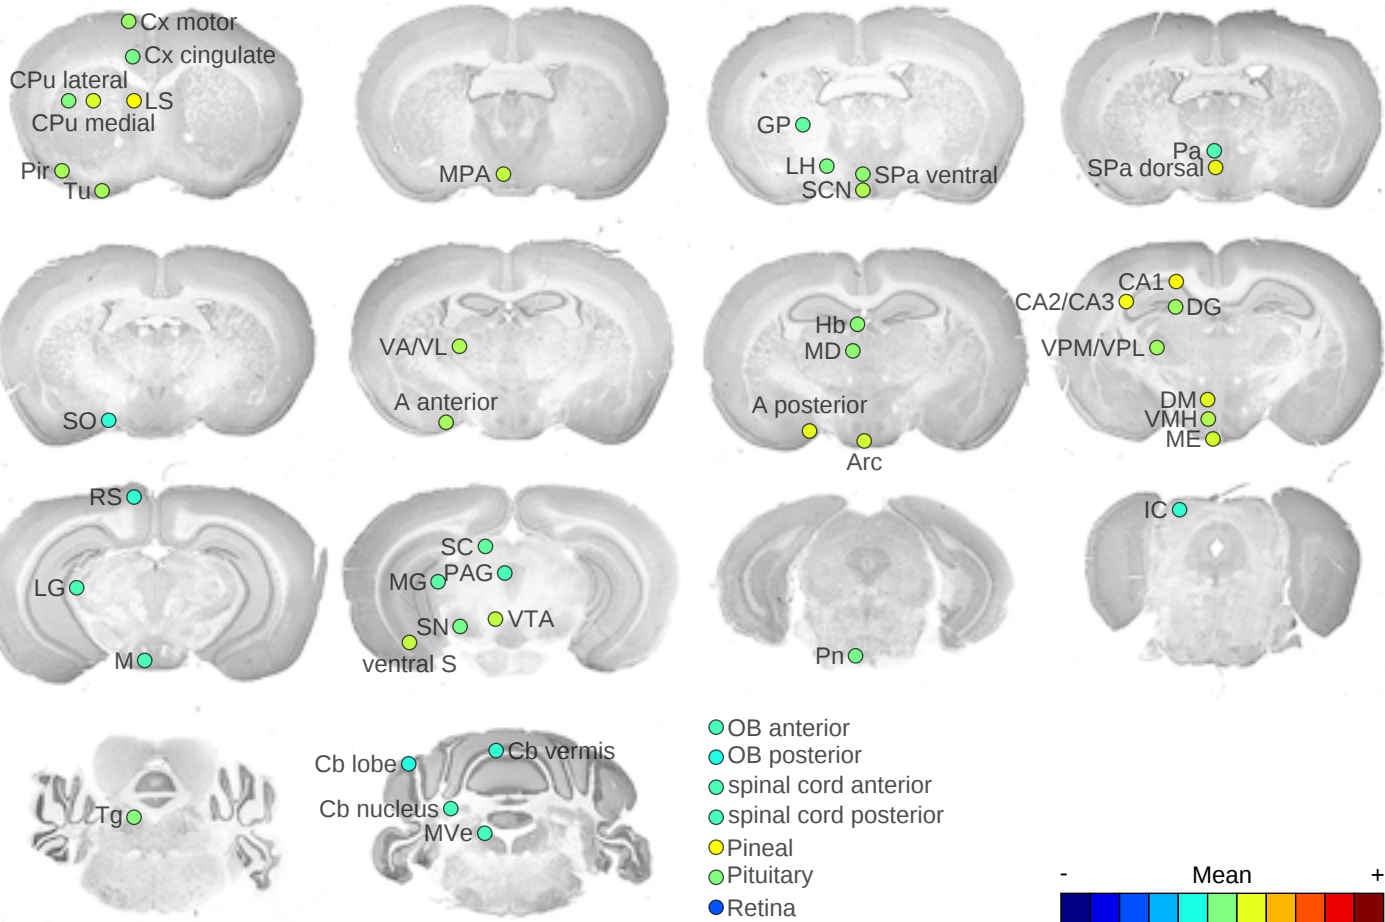 Cx motor
Cx cingulate
CPu lateral
LS
CPu medial
Pir
Tu
MPA
GP
LH
SPa ventral
SCN
Pa
SPa dorsal
SO
VA/VL
A anterior
Hb
MD
A posterior
Arc
CA1
CA2/CA3
DG
VPM/VPL
DM
VMH
ME
RS
LG
M
SC
MG
PAG
SN
VTA
ventral S
Pn
IC
Tg
Cb lobe
Cb vermis
Cb nucleus
MVe
OB anterior
OB posterior
spinal cord anterior
spinal cord posterior
Pineal
Pituitary
Retina
- Mean +